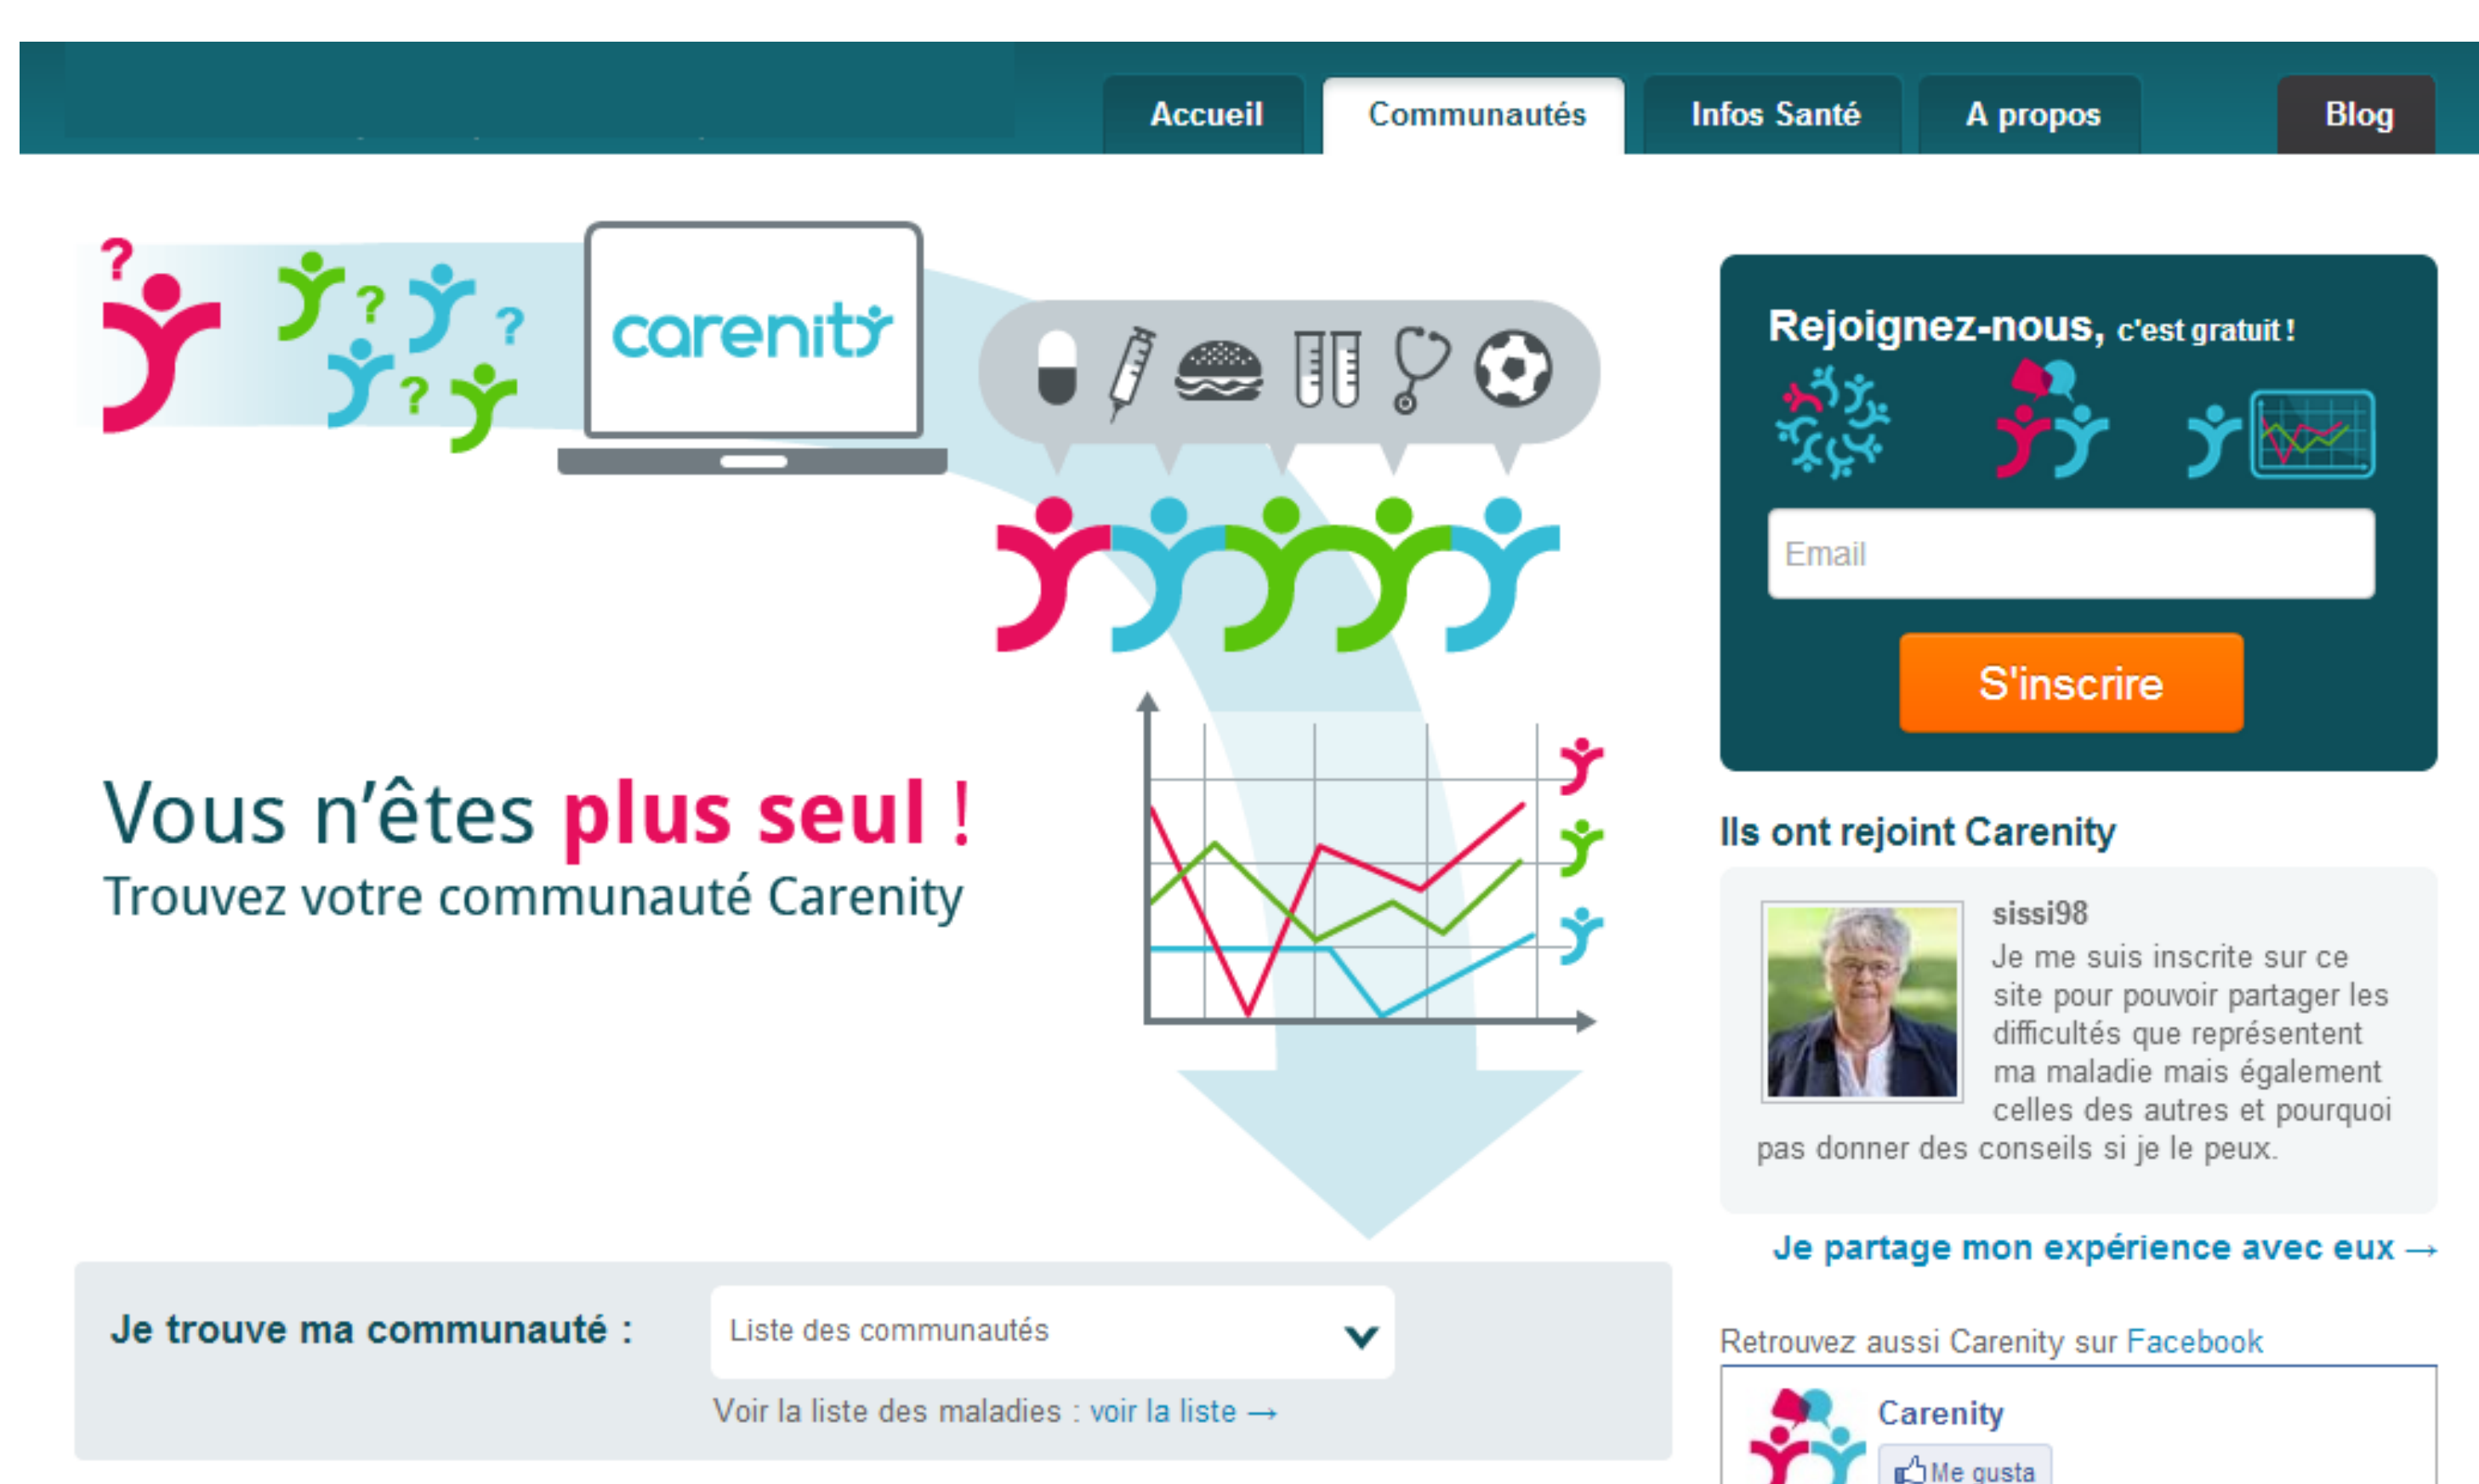 Accueil
Communautés
Infos Santé
A propos
Blog
?
? ?
?
carenity
Vous n'êtes plus seul !
Trouvez votre communauté Carenity
Je trouve ma communauté :
Liste des communautés
Voir la liste des maladies : voir la liste →
Rejoignez-nous, c'est gratuit !
Email
S'inscrire
Ils ont rejoint Carenity
sissi98
Je me suis inscrite sur ce
site pour pouvoir partager les
difficultés que représentent
ma maladie mais également
celles des autres et pourquoi
pas donner des conseils si je le peux.
Je partage mon expérience avec eux →
Retrouvez aussi Carenity sur Facebook
Carenity
Me gusta